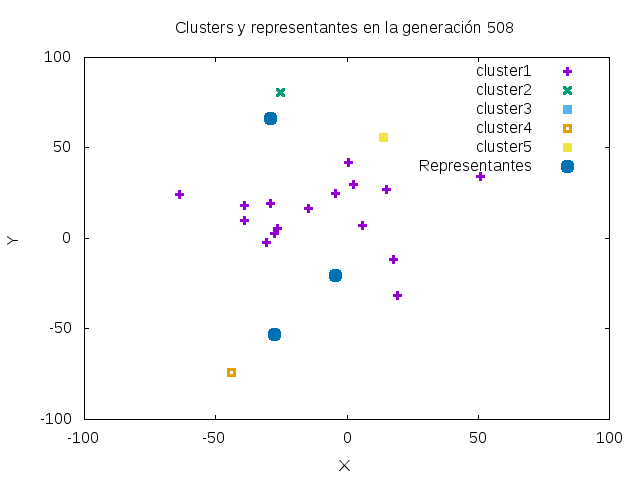 Clusters y representantes en la generación 508
100
50
0
-50
-100
Y
cluster1
cluster2
cluster3
cluster4
cluster5
Representantes
-100 -50 0 50 100
X